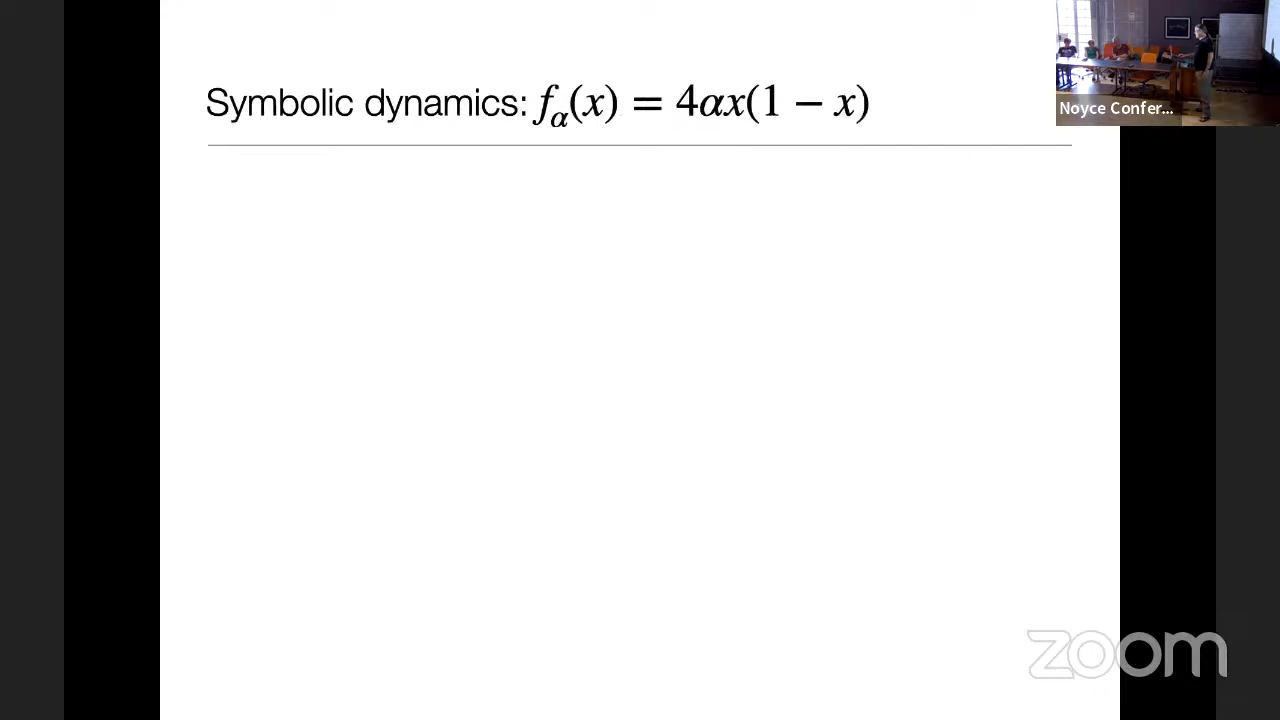 Symbolic dynamics: fα(x) = 4αx(1 − x)
Noyce Confer...
zoom